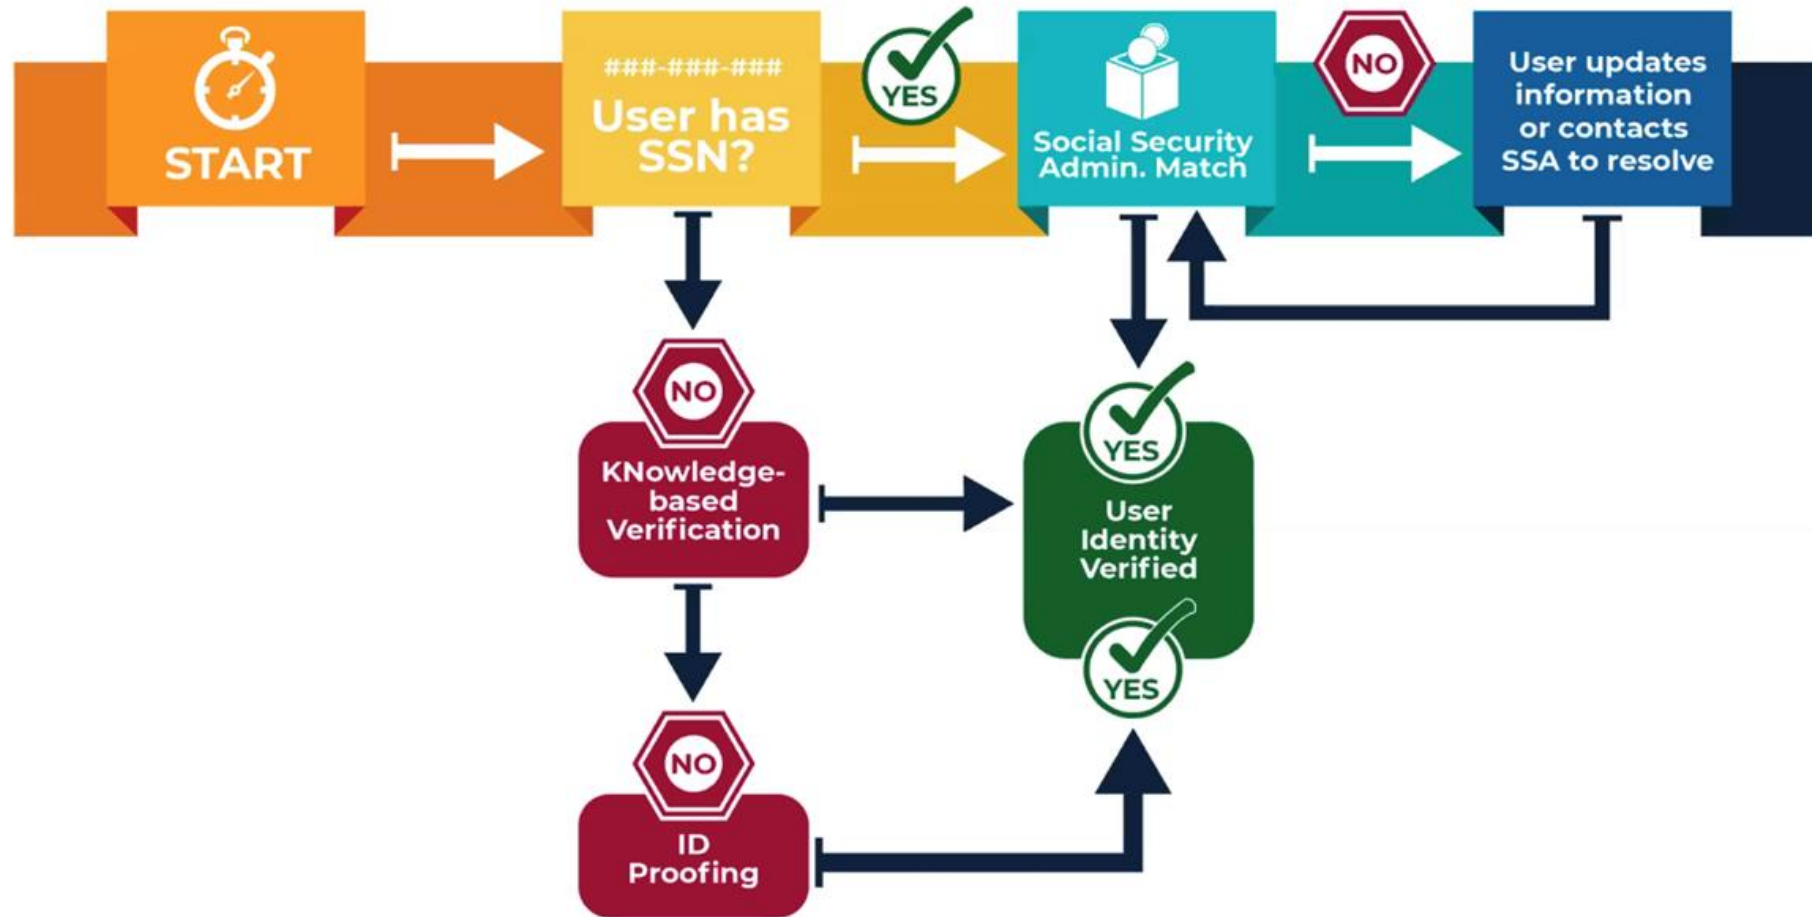 START
###-###-###
User has
SSN?
YES
Social Security
Admin. Match
NO
User updates
information
or contacts
SSA to resolve
NO
KNowledge-
based
Verification
YES
User
Identity
Verified
YES
NO
ID
Proofing